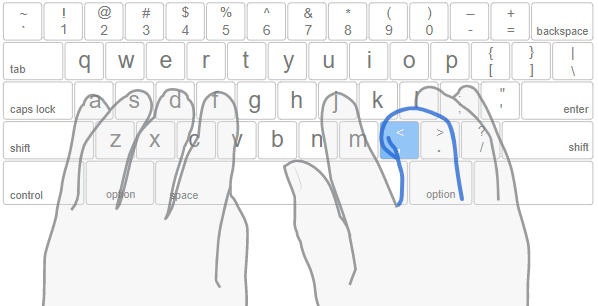 ~ ! @ # $ % ^ & * ( ) – +
` 1 2 3 4 5 6 7 8 9 0 - = backspace
tab q w e r t y u i o p { [ } ] | \
caps lock a s d f g h j k l : ; " ' enter
shift z x c v b n m < , > . ? / shift
control option space option